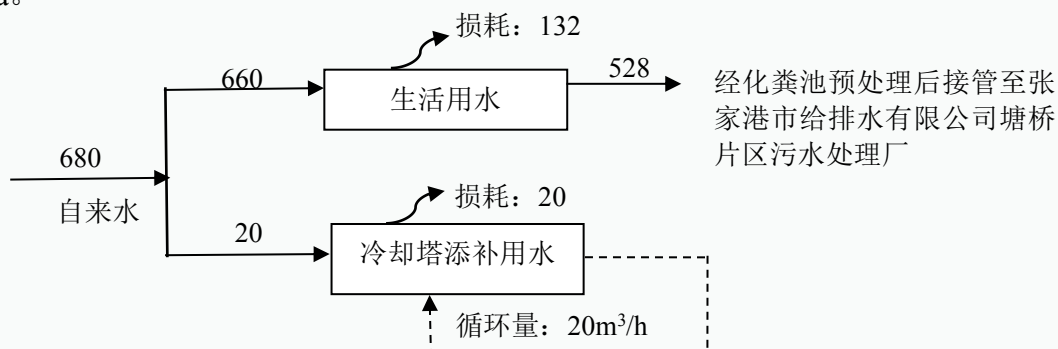 损耗：132
660
528
生活用水
经化粪池预处理后接管至张
家港市给排水有限公司塘桥
片区污水处理厂
680
自来水
损耗：20
20
冷却塔添补用水
循环量：20m³/h